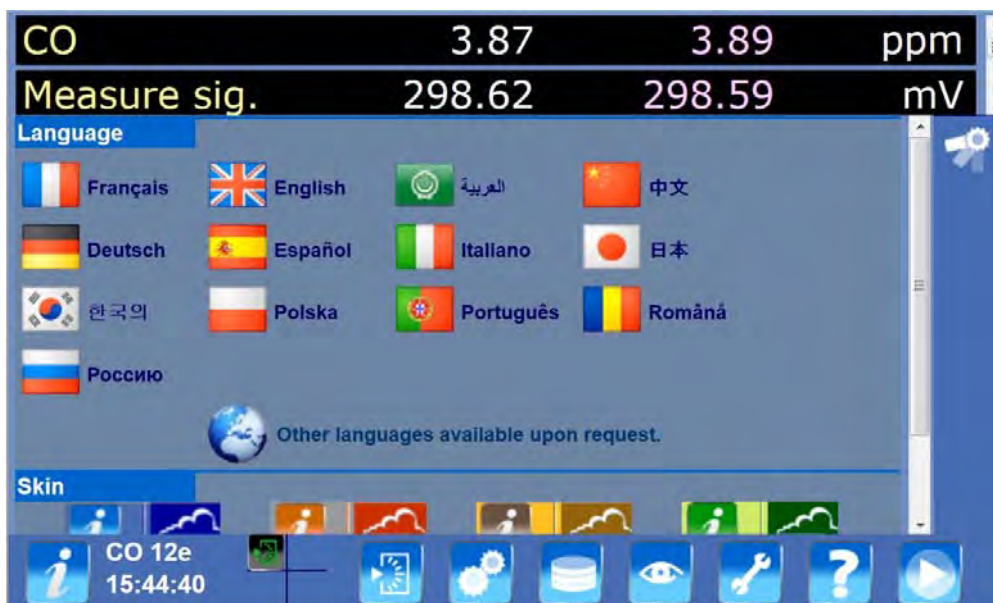 CO 3.87 3.89 ppm
Measure sig. 298.62 298.59 mV
Language
Français English العربية 中文
Deutsch Español Italiano 日本
한국의 Polska Português Română
Россию
Other languages available upon request.
Skin
CO 12e
15:44:40